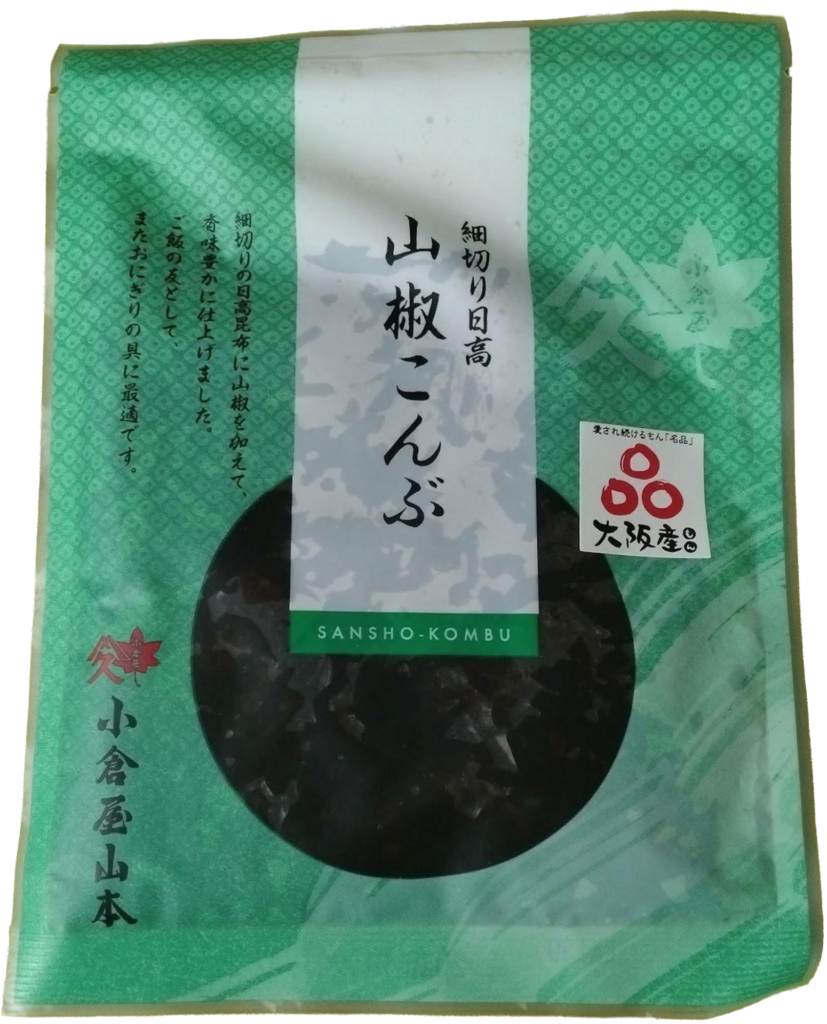 細切り日高
山椒こんぶ
SANSHO-KOMBU
細切りの日高昆布に山椒を加えて、
香味豊かに仕上げました。
ご飯の友として、
またおにぎりの具に最適です。
小倉屋
久
愛され続けるもん「名品」
大阪産
もん
久
小倉屋山本